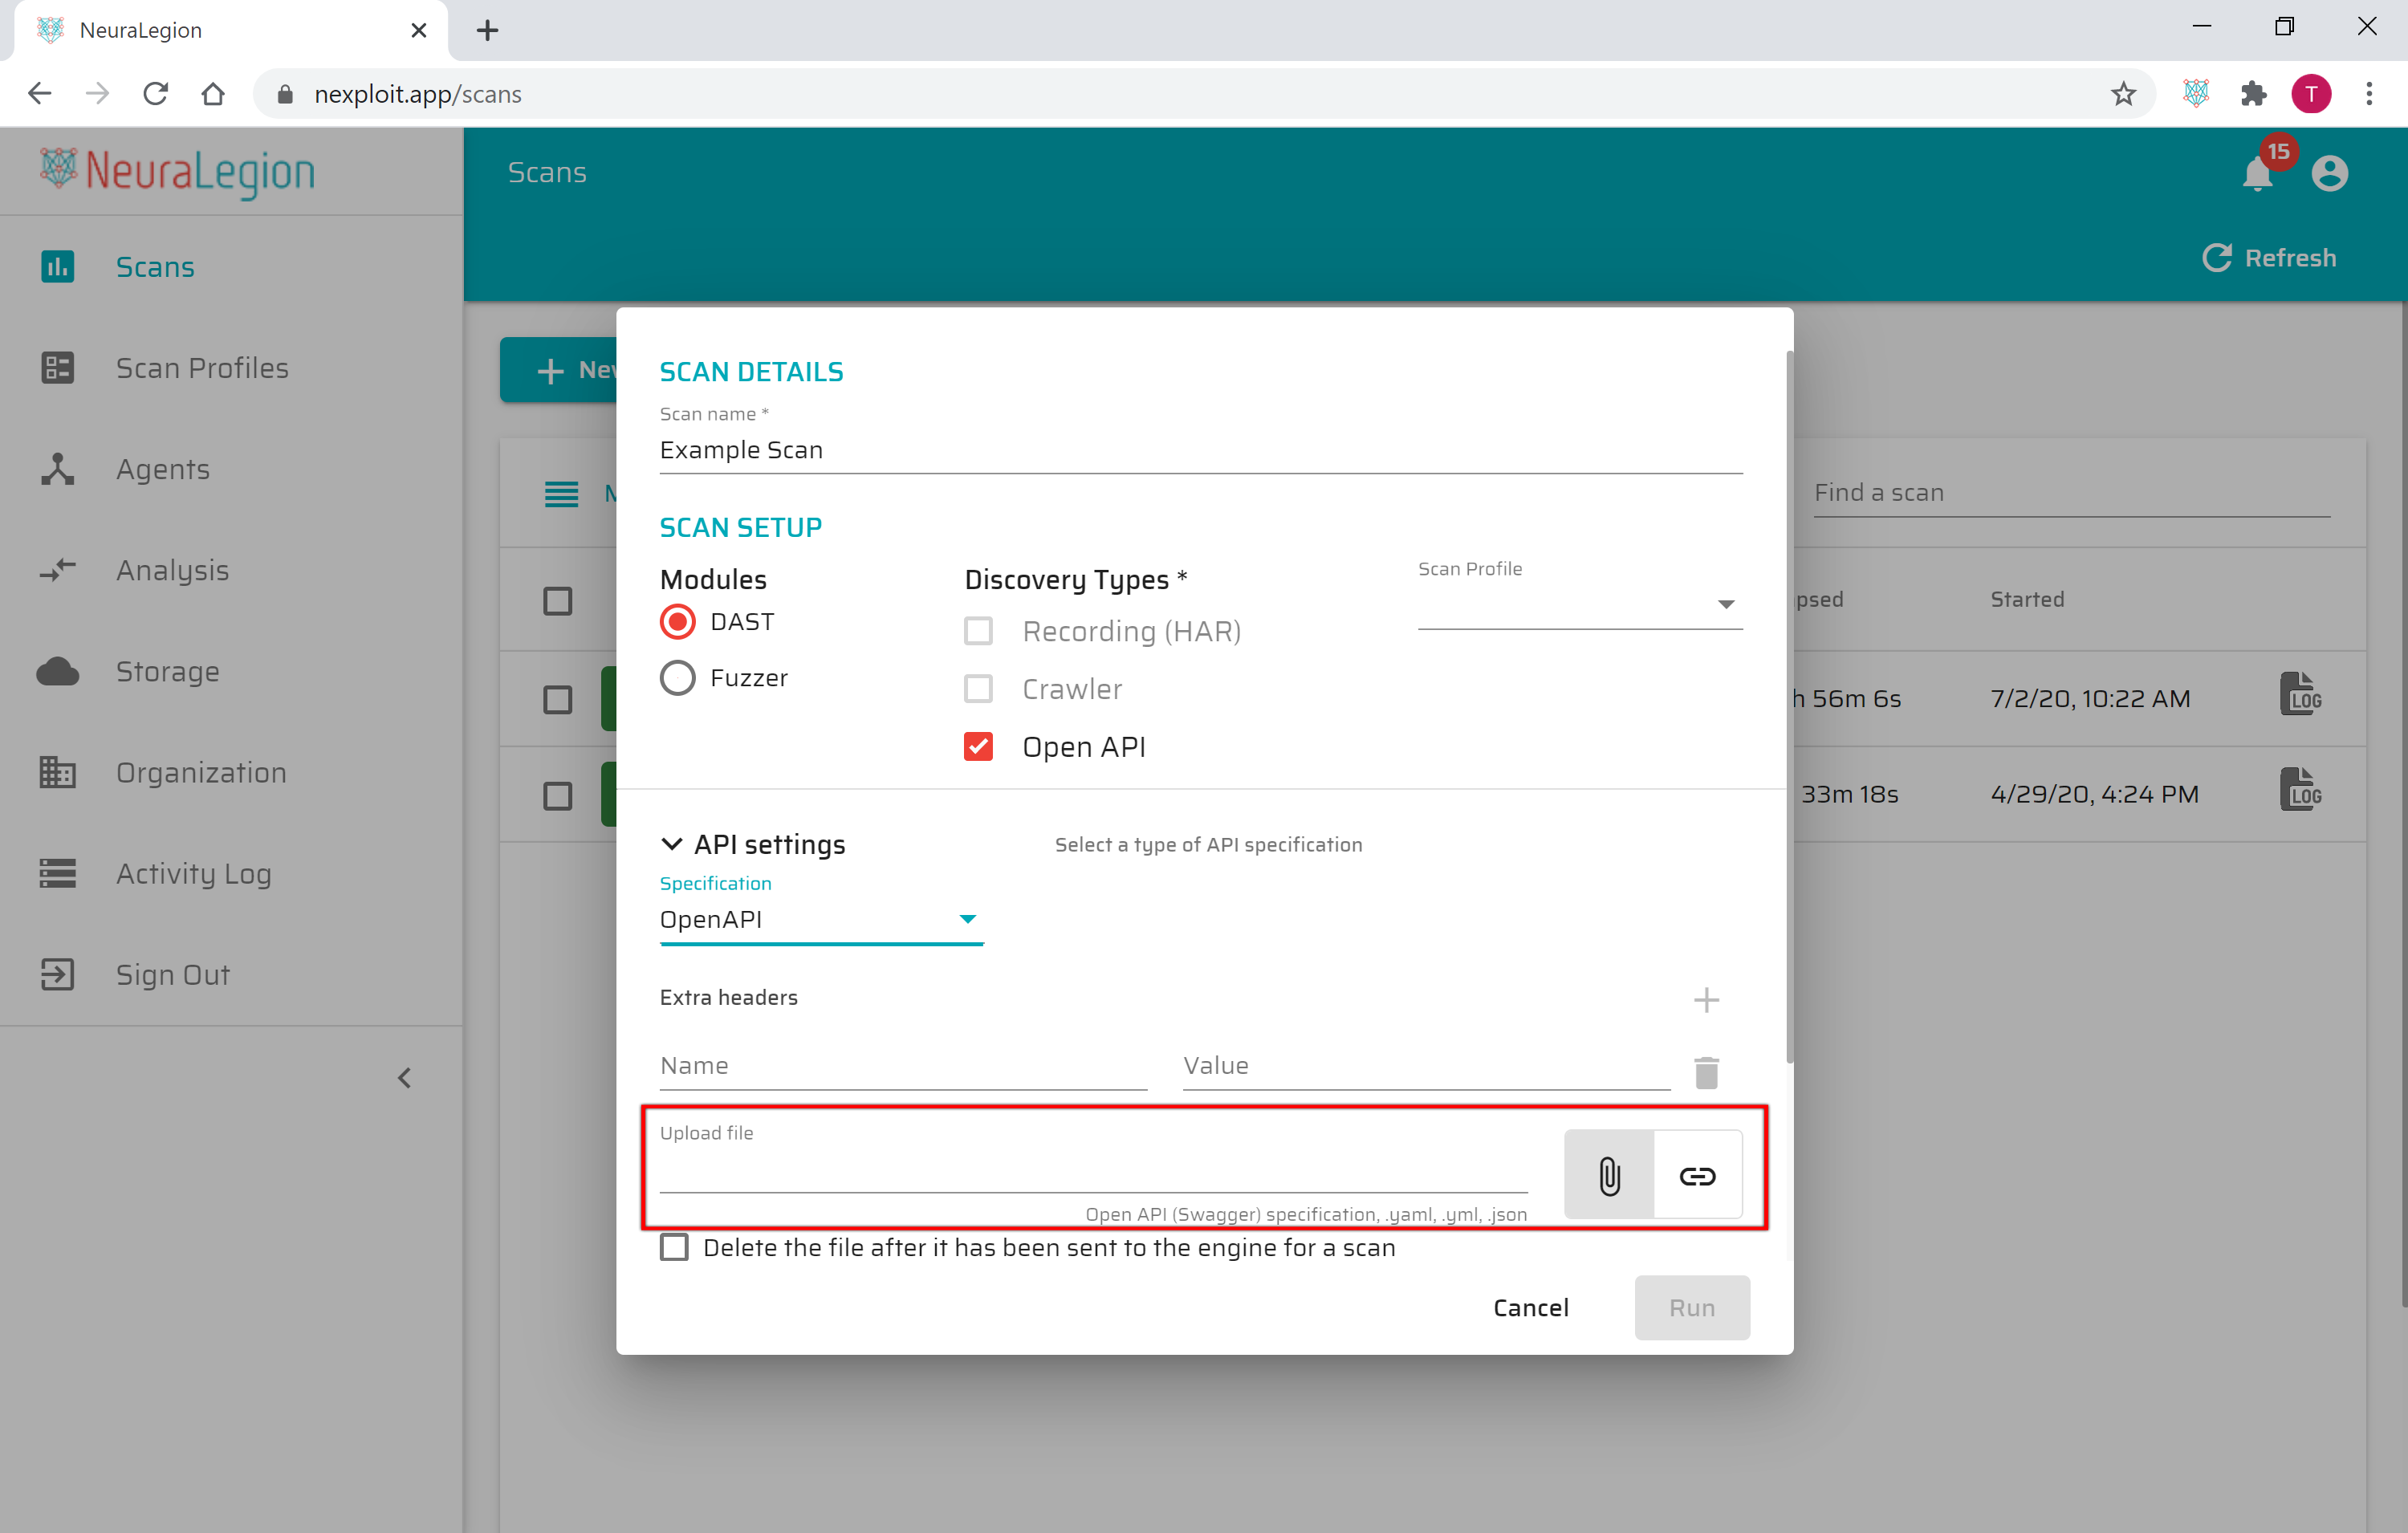 NeuraLegion
nexploit.app/scans
T
NeuraLegion
Scans
15
Refresh
Scans
Scan Profiles
Agents
Analysis
Storage
Organization
Activity Log
Sign Out
SCAN DETAILS
Scan name *
Example Scan
SCAN SETUP
Modules
DAST
Fuzzer
Discovery Types *
Recording (HAR)
Crawler
Open API
Scan Profile
API settings
Select a type of API specification
Specification
OpenAPI
Extra headers
Name
Value
Upload file
Open API (Swagger) specification, .yaml, .yml, .json
Delete the file after it has been sent to the engine for a scan
Cancel
Run
Find a scan
psed
Started
h 56m 6s
7/2/20, 10:22 AM
LOG
33m 18s
4/29/20, 4:24 PM
LOG